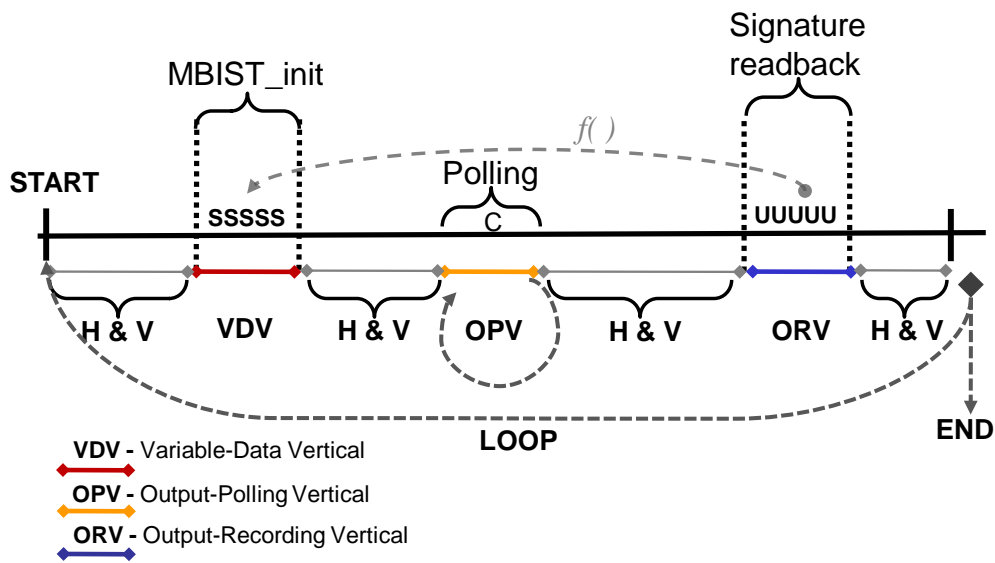 Signature
readback
MBIST_init
f( )
Polling
START
SSSSS
C
UUUUU
H & V
VDV
H & V
OPV
H & V
ORV
H & V
LOOP
END
VDV - Variable-Data Vertical
OPV - Output-Polling Vertical
ORV - Output-Recording Vertical